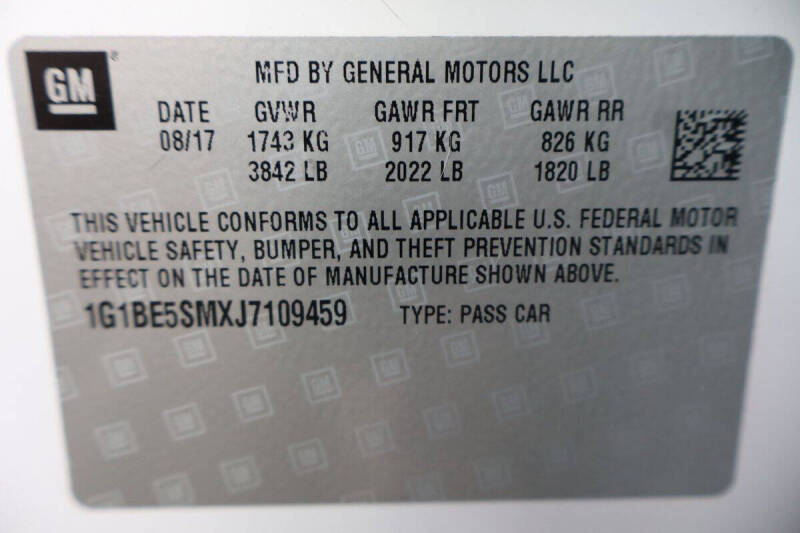 GM
MFD BY GENERAL MOTORS LLC
DATE GVWR GAWR FRT GAWR RR
08/17 1743 KG 917 KG 826 KG
3842 LB 2022 LB 1820 LB
THIS VEHICLE CONFORMS TO ALL APPLICABLE U.S. FEDERAL MOTOR
VEHICLE SAFETY, BUMPER, AND THEFT PREVENTION STANDARDS IN
EFFECT ON THE DATE OF MANUFACTURE SHOWN ABOVE.
1G1BE5SMXJ7109459 TYPE: PASS CAR